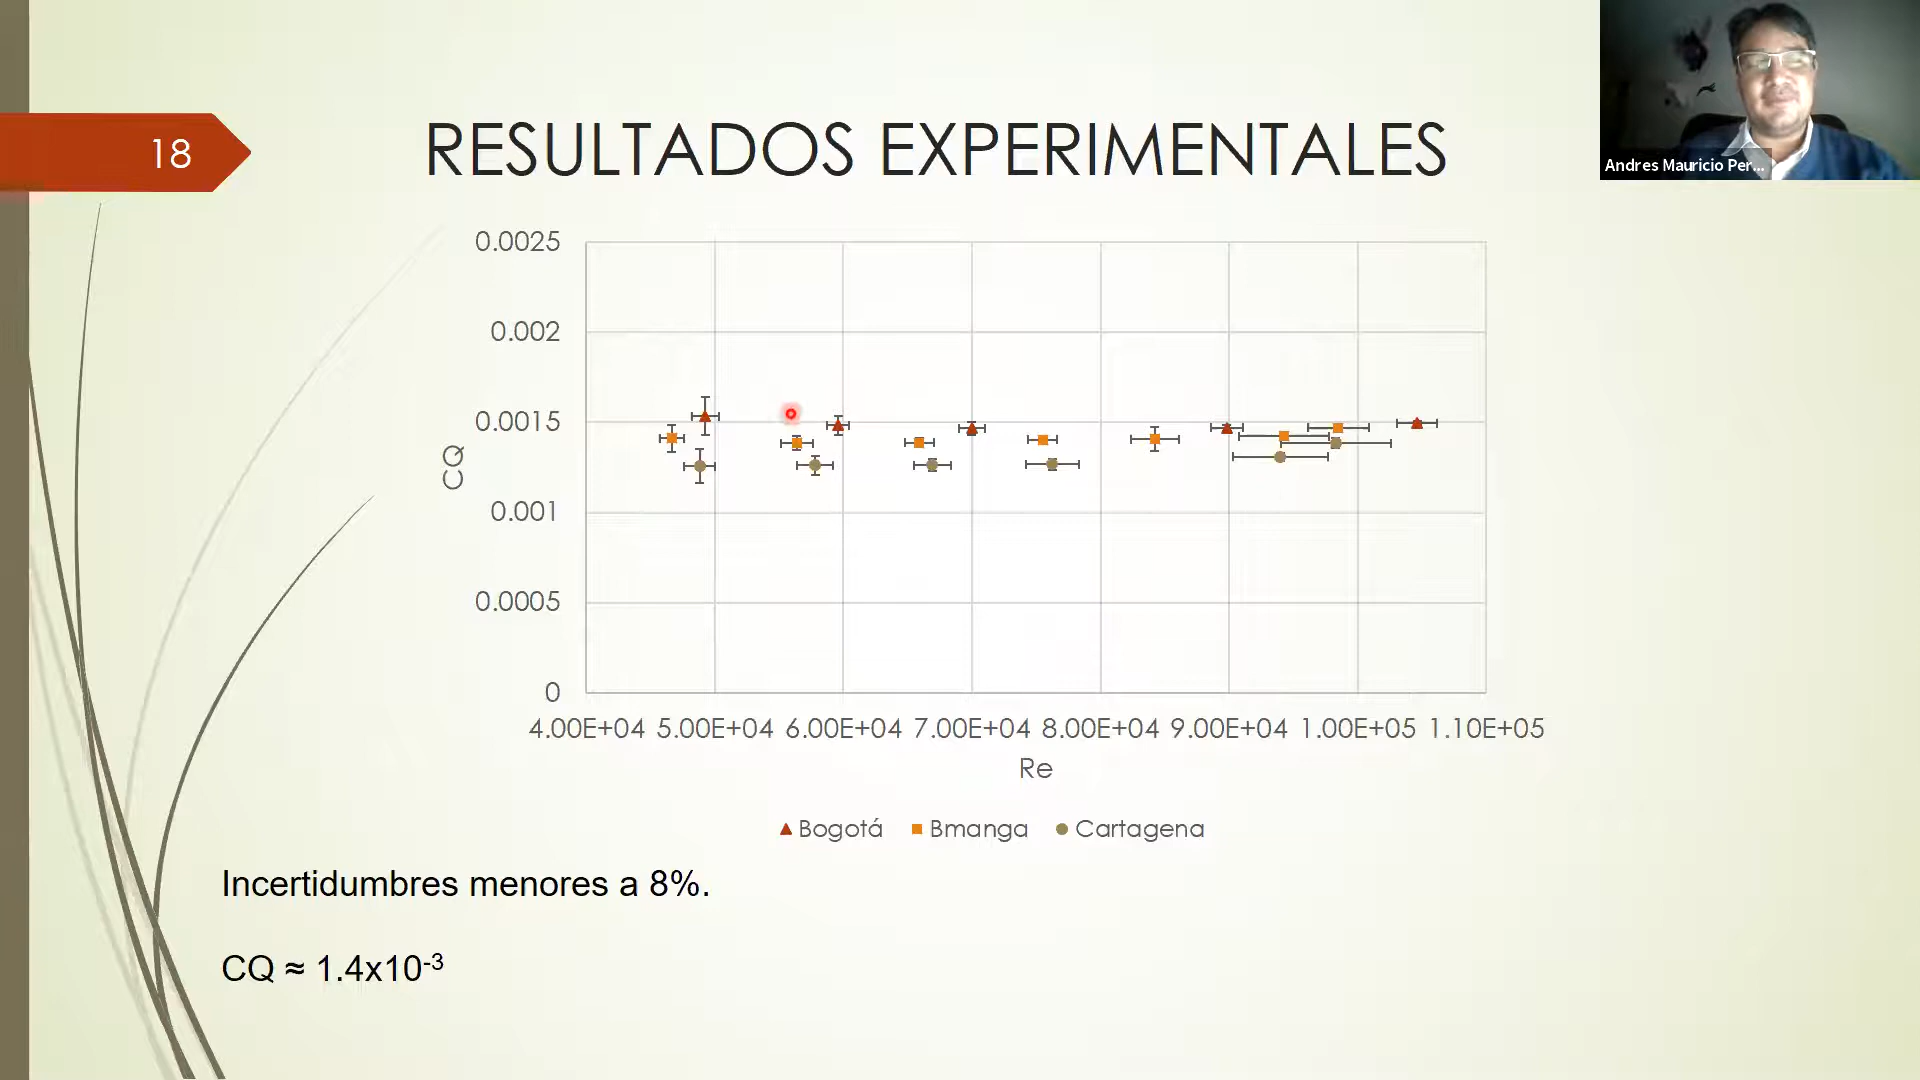 18
RESULTADOS EXPERIMENTALES
Andres Mauricio Per...
0.0025
0.002
0.0015
0.001
0.0005
0
CQ
4.00E+04 5.00E+04 6.00E+04 7.00E+04 8.00E+04 9.00E+04 1.00E+05 1.10E+05
Re
Bogotá Bmanga Cartagena
Incertidumbres menores a 8%.
CQ ≈ 1.4x10⁻³